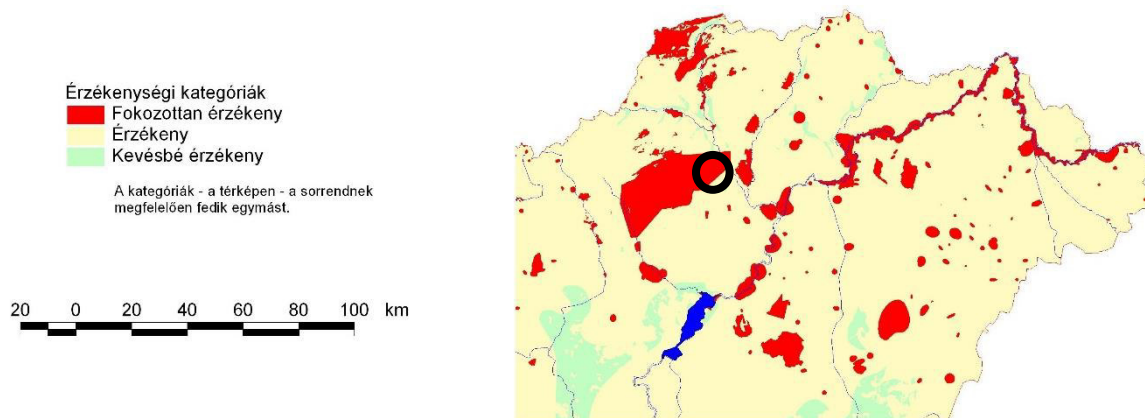 Érzékenységi kategóriák
Fokozottan érzékeny
Érzékeny
Kevésbé érzékeny
A kategóriák - a térképen - a sorrendnek
megfelelően fedik egymást.
20 0 20 40 60 80 100 km